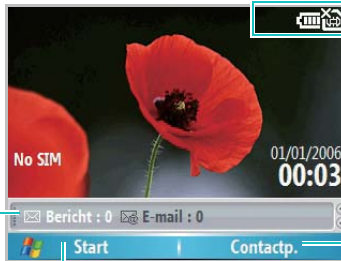 No SIM
01/01/2006
00:03
Bericht : 0 E-mail : 0
Start Contactp.